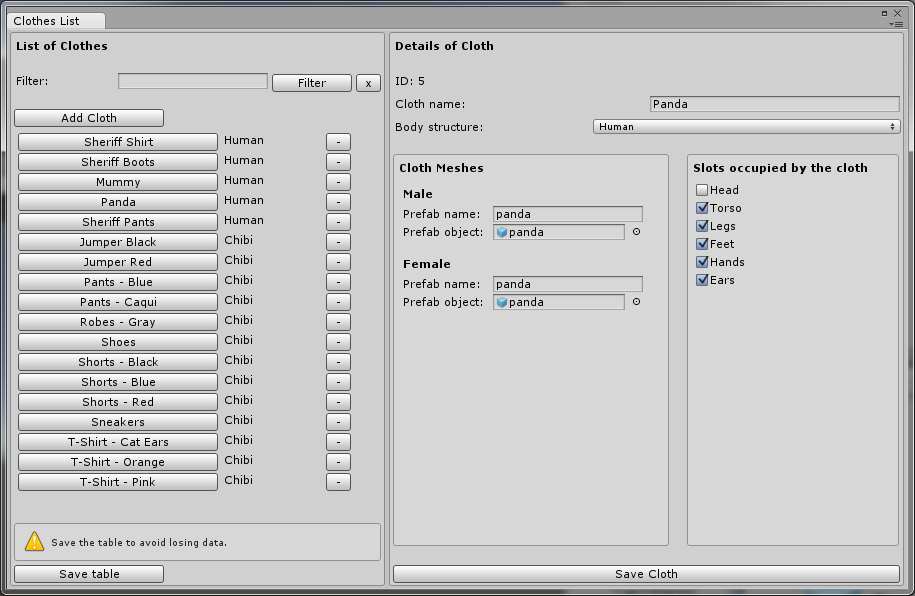 Clothes List
List of Clothes
Filter:
Filter
x
Add Cloth
Sheriff Shirt Human -
Sheriff Boots Human -
Mummy Human -
Panda Human -
Sheriff Pants Human -
Jumper Black Chibi -
Jumper Red Chibi -
Pants - Blue Chibi -
Pants - Caqui Chibi -
Robes - Gray Chibi -
Shoes Chibi -
Shorts - Black Chibi -
Shorts - Blue Chibi -
Shorts - Red Chibi -
Sneakers Chibi -
T-Shirt - Cat Ears Chibi -
T-Shirt - Orange Chibi -
T-Shirt - Pink Chibi -
Save the table to avoid losing data.
Save table
Details of Cloth
ID: 5
Cloth name: Panda
Body structure: Human
Cloth Meshes
Male
Prefab name: panda
Prefab object: panda
Female
Prefab name: panda
Prefab object: panda
Slots occupied by the cloth
Head
Torso
Legs
Feet
Hands
Ears
Save Cloth